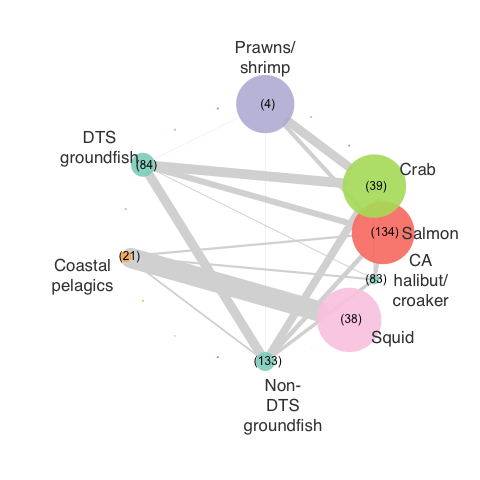 Prawns/
shrimp
(4)
DTS
groundfish
(84)
Crab
(39)
(134)
Salmon
CA
halibut/
croaker
(83)
(21)
Coastal
pelagics
(38)
Squid
(133)
Non-
DTS
groundfish